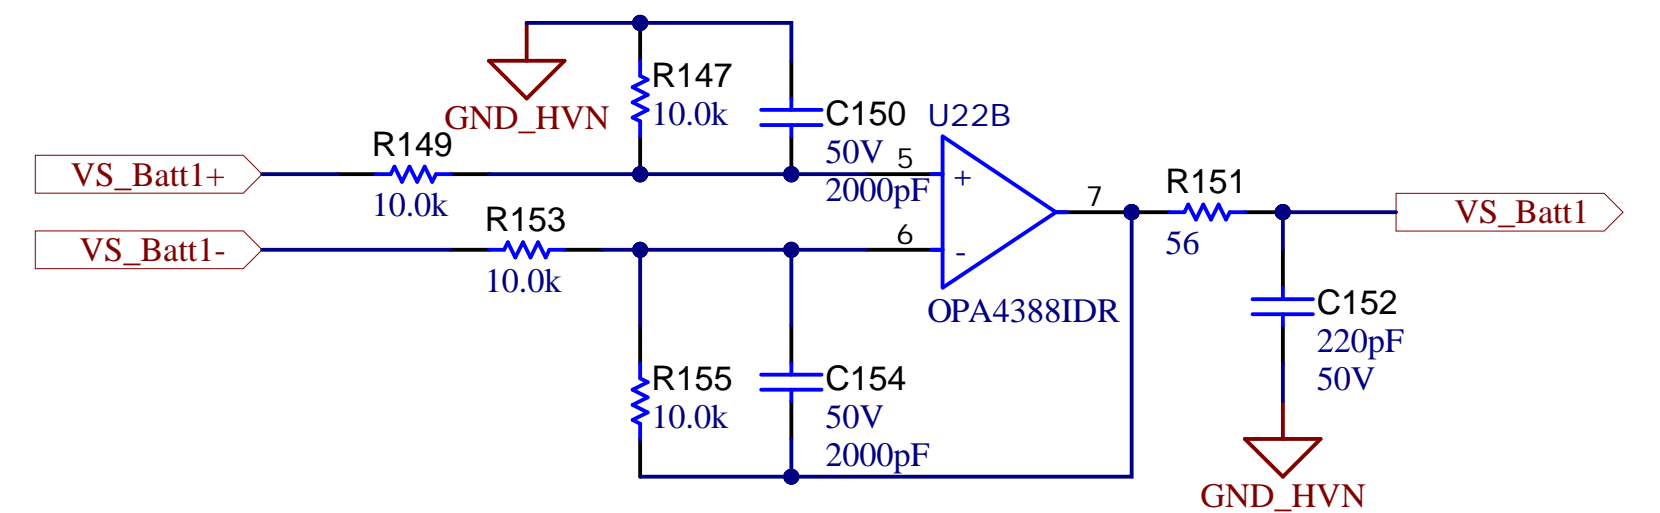 R147
10.0k
GND_HVN
C150
50V
2000pF
U22B
R149
10.0k
VS_Batt1+
5
+
7
R151
56
VS_Batt1
R153
10.0k
VS_Batt1-
6
-
OPA4388IDR
C152
220pF
50V
R155
10.0k
C154
50V
2000pF
GND_HVN